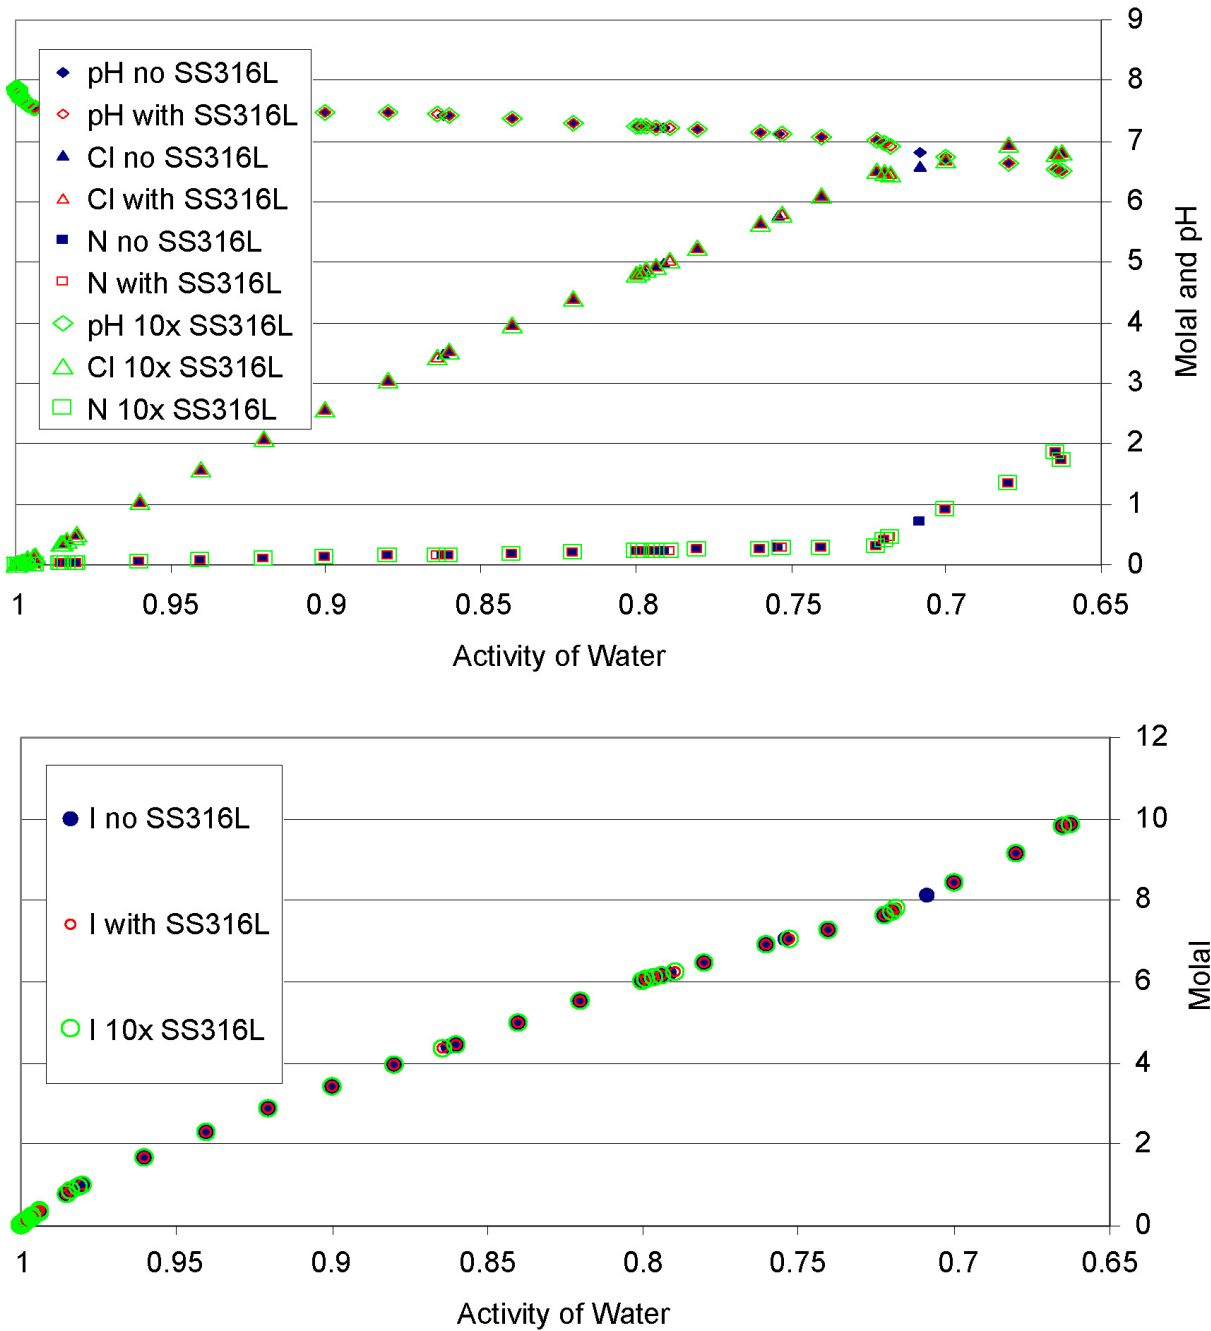 9
8
7
6
5
4
3
2
1
0
Molal and pH
pH no SS316L
pH with SS316L
Cl no SS316L
Cl with SS316L
N no SS316L
N with SS316L
pH 10x SS316L
Cl 10x SS316L
N 10x SS316L
1 0.95 0.9 0.85 0.8 0.75 0.7 0.65
Activity of Water
12
10
8
6
4
2
0
Molal
I no SS316L
I with SS316L
I 10x SS316L
1 0.95 0.9 0.85 0.8 0.75 0.7 0.65
Activity of Water